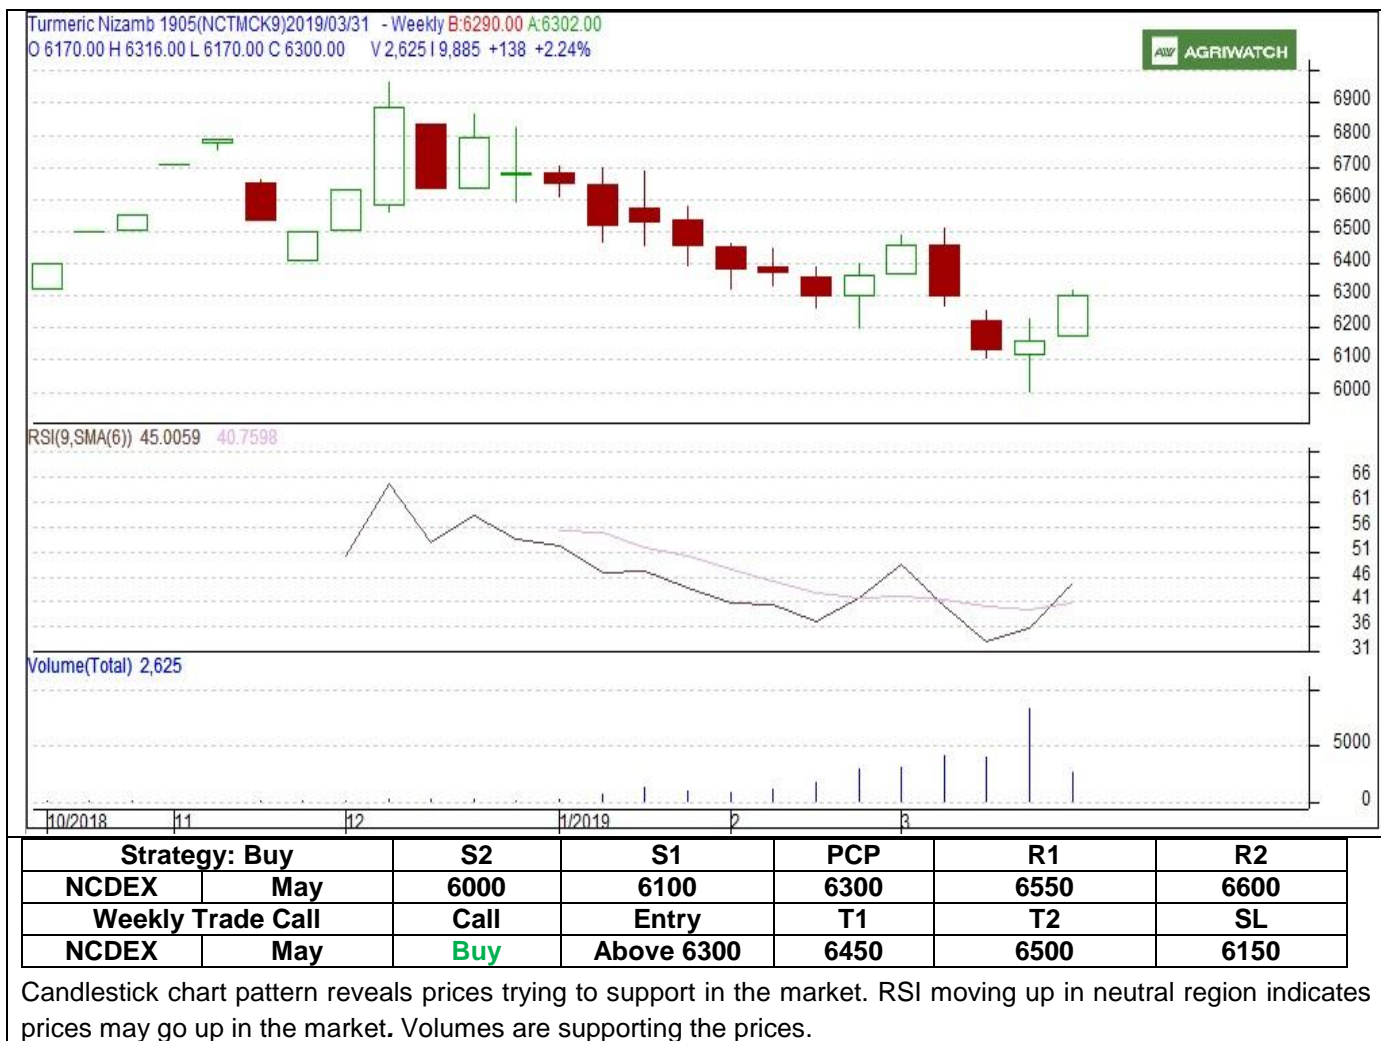 Turmeric Nizamb 1905(NCTMCK9)2019/03/31 - Weekly B:6290.00 A:6302.00
O 6170.00 H 6316.00 L 6170.00 C 6300.00 V 2,625 I 9,885 +138 +2.24%
AW AGRIWATCH
6900
6800
6700
6600
6500
6400
6300
6200
6100
6000
RSI(9,SMA(6)) 45.0059 40.7598
66
61
56
51
46
41
36
31
Volume(Total) 2,625
5000
0
10/2018 11 12 1/2019 2 3
Strategy: Buy S2 S1 PCP R1 R2
NCDEX May 6000 6100 6300 6550 6600
Weekly Trade Call Call Entry T1 T2 SL
NCDEX May Buy Above 6300 6450 6500 6150
Candlestick chart pattern reveals prices trying to support in the market. RSI moving up in neutral region indicates
prices may go up in the market. Volumes are supporting the prices.